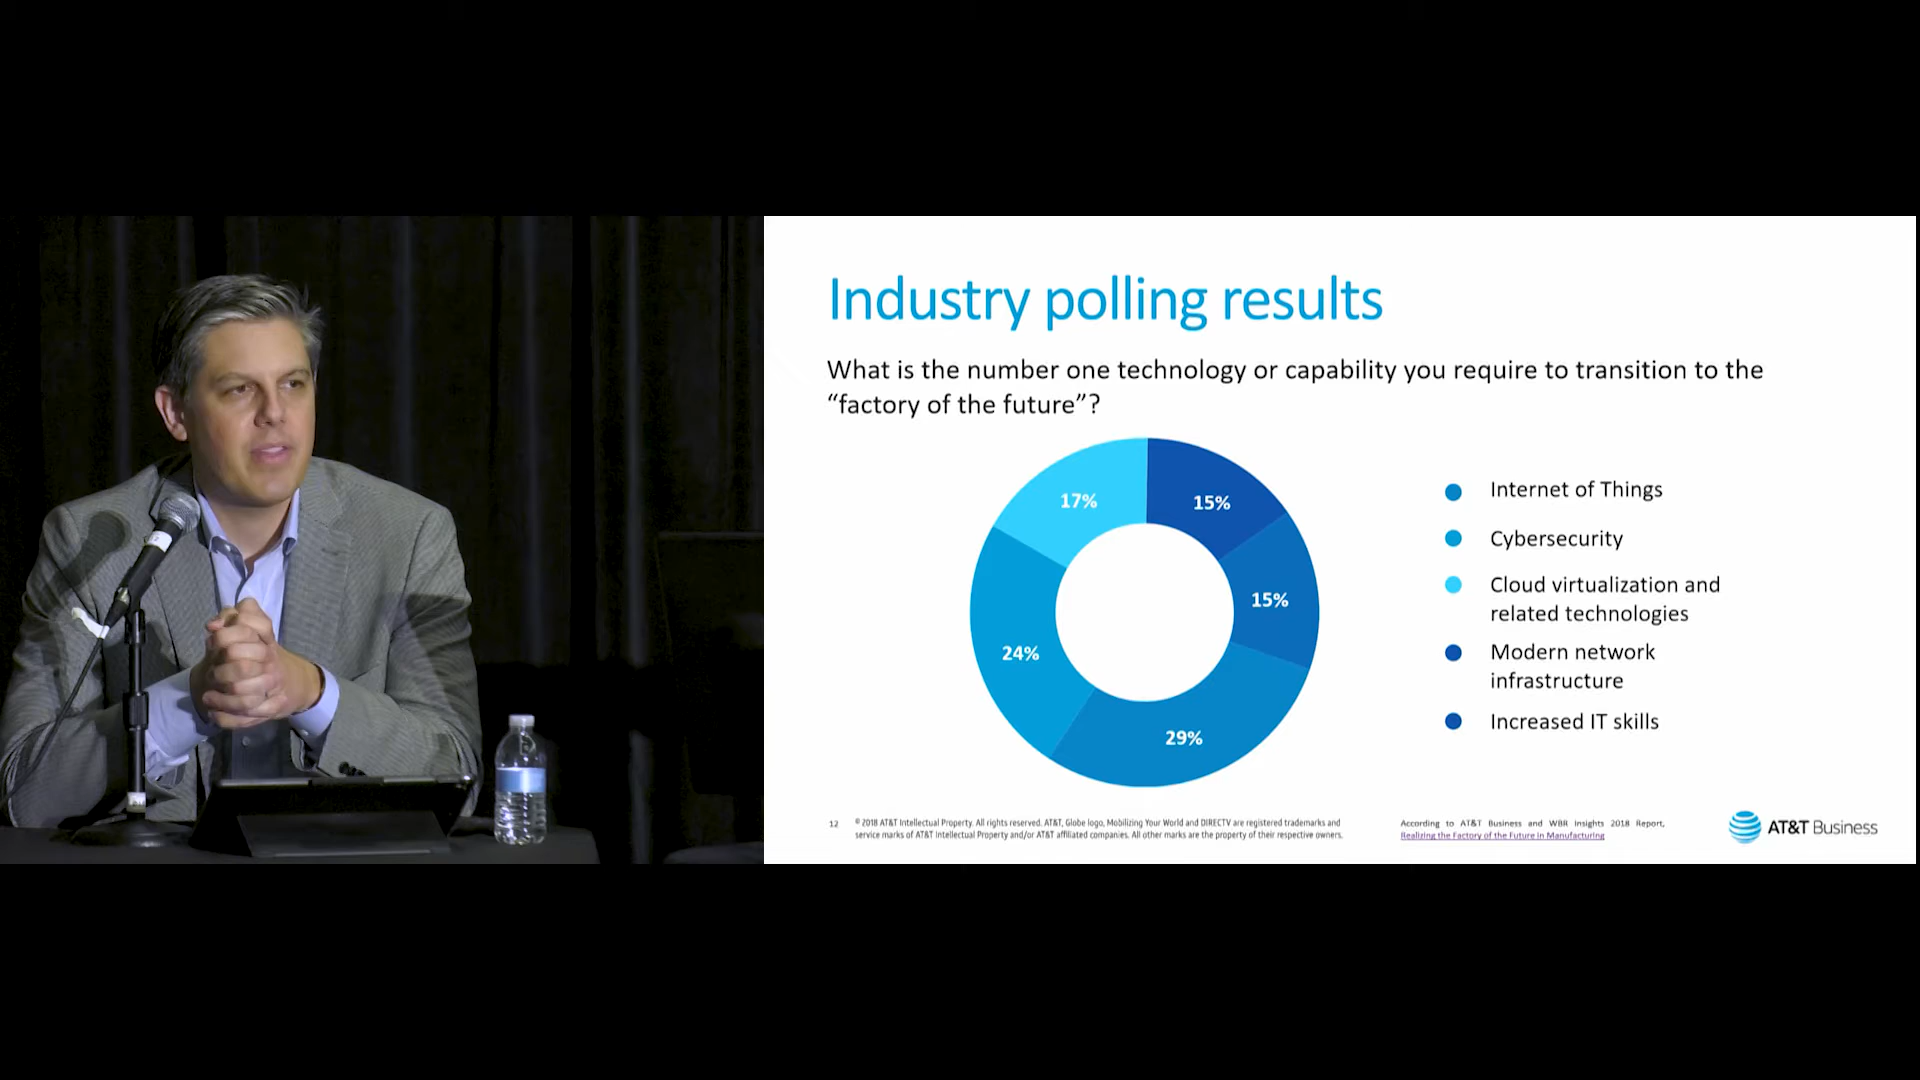 Industry polling results
What is the number one technology or capability you require to transition to the
“factory of the future”?
17%
15%
15%
24%
29%
Internet of Things
Cybersecurity
Cloud virtualization and
related technologies
Modern network
infrastructure
Increased IT skills
12
© 2018 AT&T Intellectual Property. All rights reserved. AT&T, Globe logo, Mobilizing Your World and DIRECTV are registered trademarks and
service marks of AT&T Intellectual Property and/or AT&T affiliated companies. All other marks are the property of their respective owners.
According to AT&T Business and WBR Insights 2018 Report,
Realizing the Factory of the Future in Manufacturing
AT&T Business